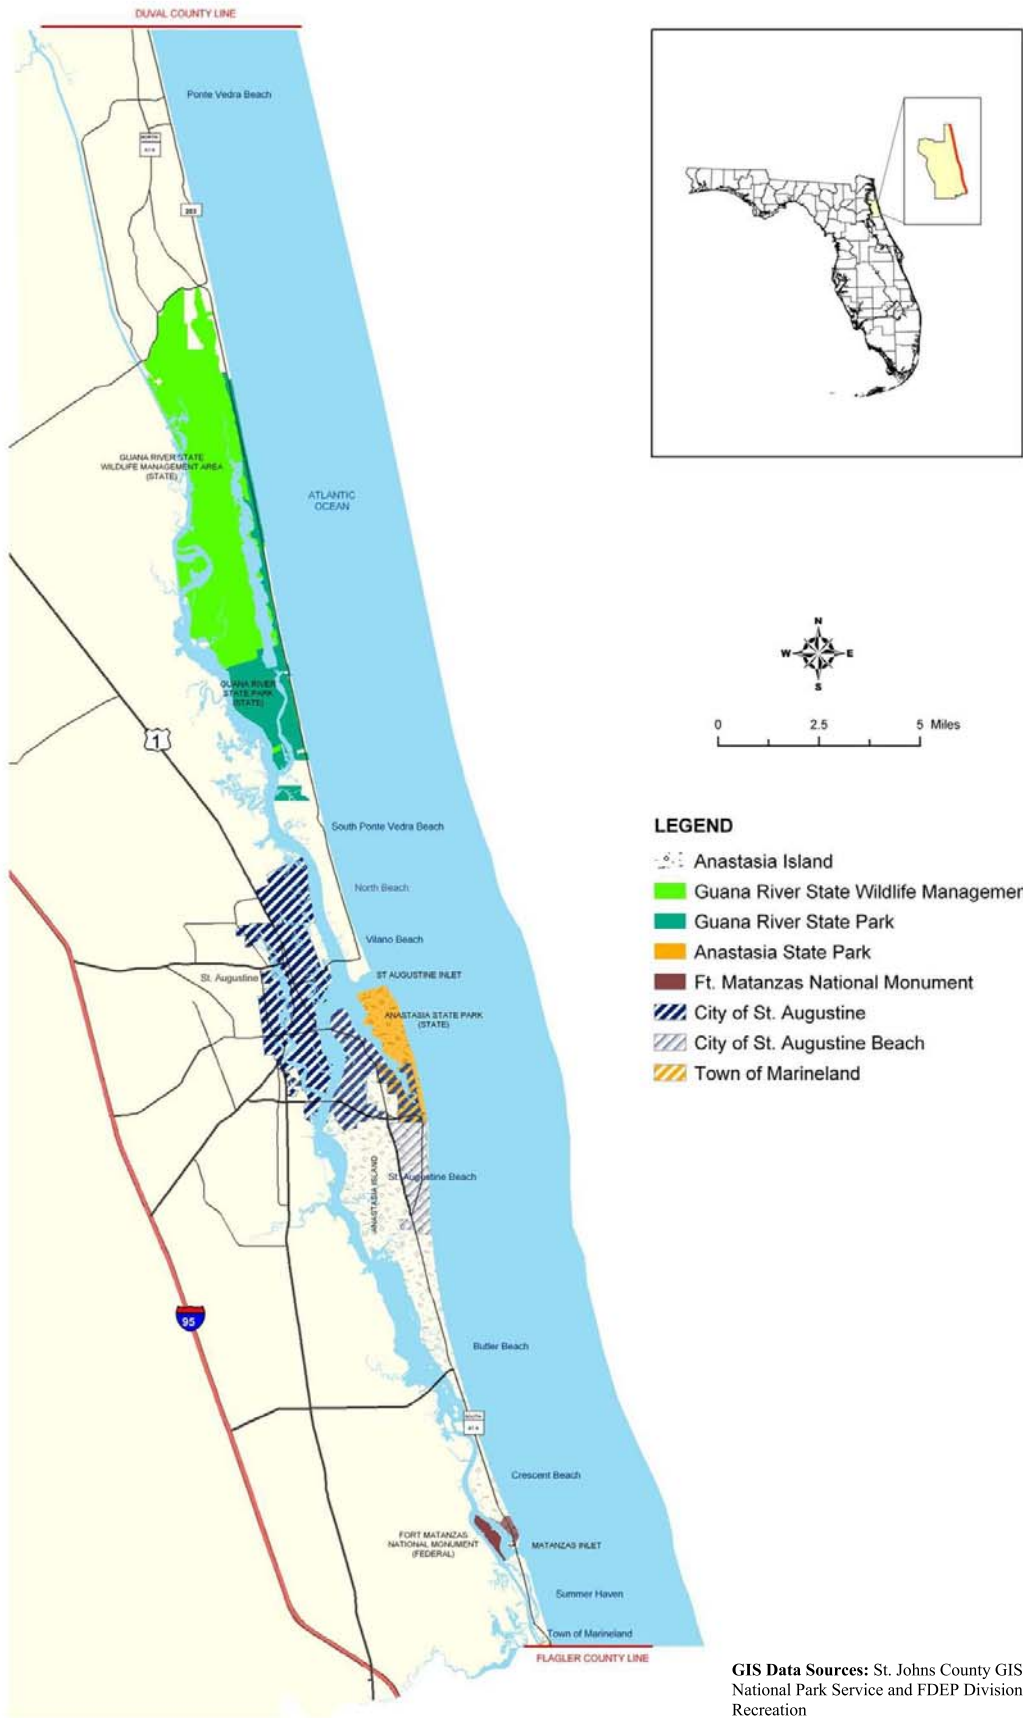 DUVAL COUNTY LINE
Ponte Vedra Beach
203
GUANA RIVER STATE
WILDLIFE MANAGEMENT AREA
(STATE)
ATLANTIC
OCEAN
N
W
E
S
GUANA RIVER
STATE PARK
(STATE)
0 2.5 5 Miles
1
South Ponte Vedra Beach
LEGEND
Anastasia Island
Guana River State Wildlife Managemen
Guana River State Park
Anastasia State Park
Ft. Matanzas National Monument
City of St. Augustine
City of St. Augustine Beach
Town of Marineland
North Beach
Vilano Beach
St. Augustine
ST AUGUSTINE INLET
ANASTASIA STATE PARK
(STATE)
ANASTASIA ISLAND
St. Augustine Beach
95
Butler Beach
SOUTH
A1A
Crescent Beach
FORT MATANZAS
NATIONAL MONUMENT
(FEDERAL)
MATANZAS INLET
Summer Haven
Town of Marineland
FLAGLER COUNTY LINE
GIS Data Sources: St. Johns County GIS
National Park Service and FDEP Division
Recreation